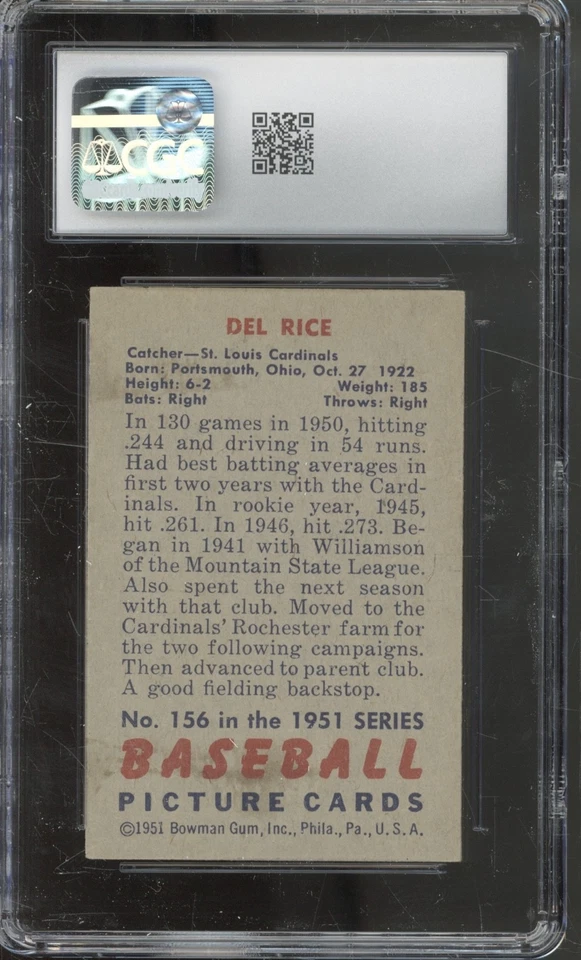 CGC
DEL RICE
Catcher—St. Louis Cardinals
Born: Portsmouth, Ohio, Oct. 27 1922
Height: 6-2 Weight: 185
Bats: Right Throws: Right
In 130 games in 1950, hitting
.244 and driving in 54 runs.
Had best batting averages in
first two years with the Card-
inals. In rookie year, 1945,
hit .261. In 1946, hit .273. Be-
gan in 1941 with Williamson
of the Mountain State League.
Also spent the next season
with that club. Moved to the
Cardinals' Rochester farm for
the two following campaigns.
Then advanced to parent club.
A good fielding backstop.
No. 156 in the 1951 SERIES
BASEBALL
PICTURE CARDS
©1951 Bowman Gum, Inc., Phila., Pa., U.S.A.